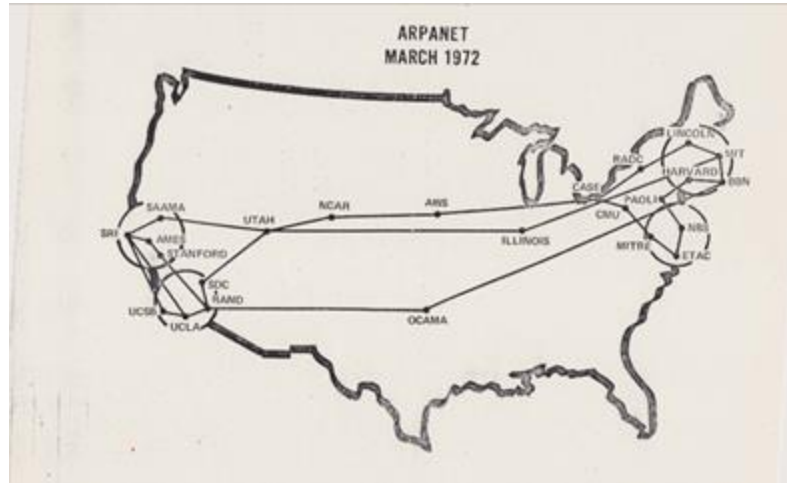 ARPANET
MARCH 1972
LINCOLN
RADC
MIT
HARVARD
BBN
CASE
PAOLI
SAAMA
NCAR
AWS
UTAH
CMU
SRI
AMES
ILLINOIS
NBS
STANFORD
MITRE
ETAC
SDC
RAND
UCSB
OCAMA
UCLA